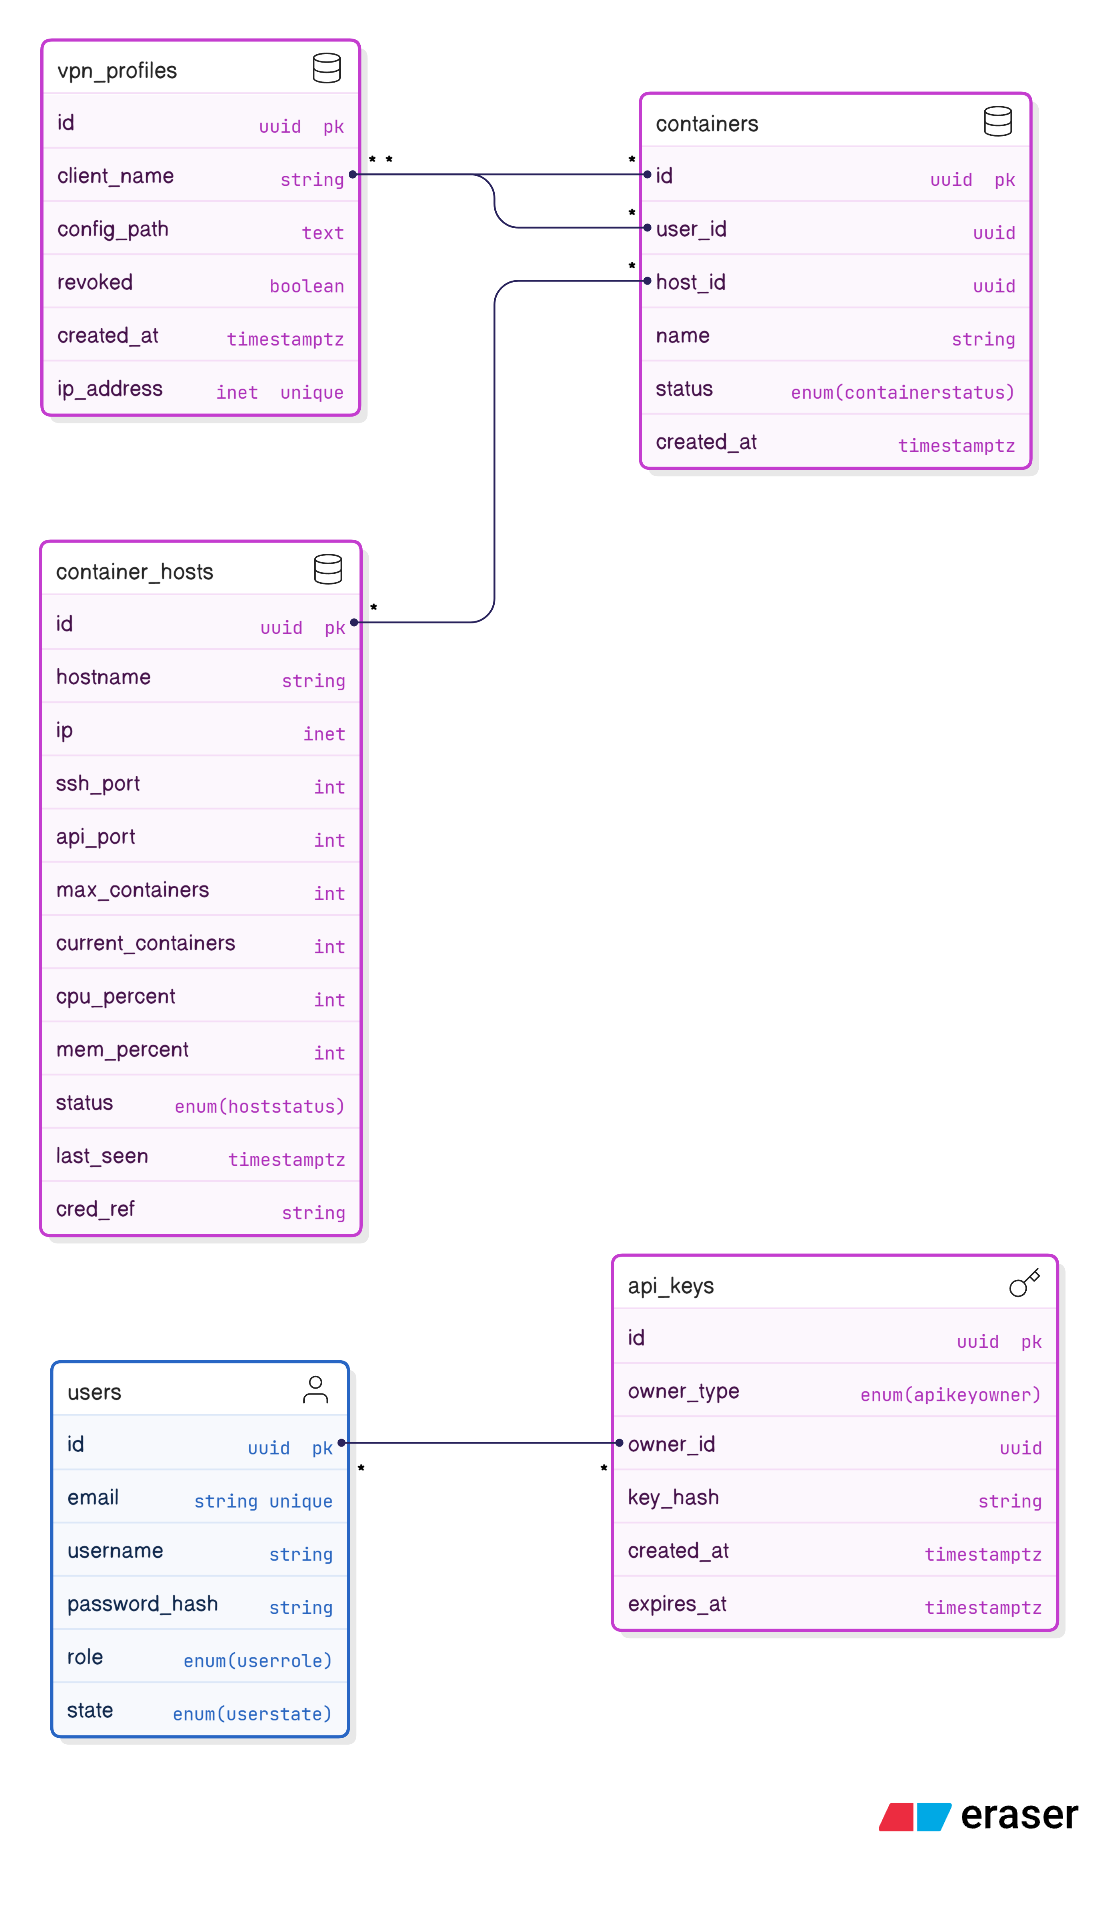 vpn_profiles
id uuid pk
client_name string
config_path text
revoked boolean
created_at timestamptz
ip_address inet unique
* *
*
*
*
containers
id uuid pk
user_id uuid
host_id uuid
name string
status enum(containerstatus)
created_at timestamptz
container_hosts
id uuid pk
*
hostname string
ip inet
ssh_port int
api_port int
max_containers int
current_containers int
cpu_percent int
mem_percent int
status enum(hoststatus)
last_seen timestamptz
cred_ref string
users
id uuid pk
email string unique
username string
password_hash string
role enum(userrole)
state enum(userstate)
*
*
api_keys
id uuid pk
owner_type enum(apikeyowner)
owner_id uuid
key_hash string
created_at timestamptz
expires_at timestamptz
eraser